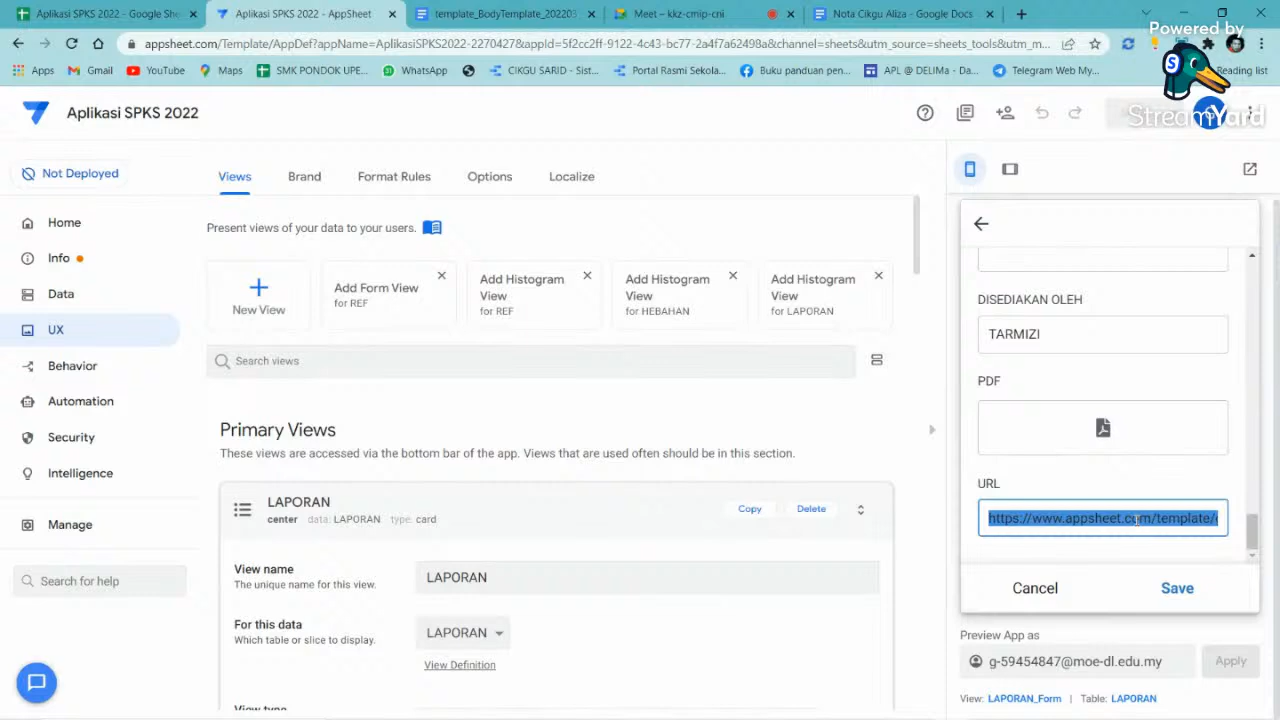 Aplikasi SPKS 2022 - Google She
Aplikasi SPKS 2022 - AppSheet
template_BodyTemplate_202203
Meet – kkz-cmip-cni
Nota Cikgu Aliza - Google Docs
Powered by
appsheet.com/Template/AppDef?appName=AplikasiSPKS2022-2270427&appId=5f2cc2ff-9122-4c43-bc77-2a4f7a62498a&channel=sheets&utm_source=sheets_tools&utm_m...
Apps
Gmail
YouTube
Maps
SMK PONDOK UPE...
WhatsApp
CIKGU SARID - Sist...
Portal Rasmi Sekola...
Buku panduan pen...
APL @ DELIMa - Da...
Telegram Web My...
Reading list
StreamYard
Aplikasi SPKS 2022
Not Deployed
Home
Info
Data
UX
Behavior
Automation
Security
Intelligence
Manage
Search for help
Views
Brand
Format Rules
Options
Localize
Present views of your data to your users.
New View
Add Form View
for REF
Add Histogram
View
for REF
Add Histogram
View
for HEBAHAN
Add Histogram
View
for LAPORAN
Search views
Primary Views
These views are accessed via the bottom bar of the app. Views that are used often should be in this section.
LAPORAN
center data: LAPORAN type: card
Copy
Delete
View name
The unique name for this view.
LAPORAN
For this data
Which table or slice to display.
LAPORAN
View Definition
View type
DISEDIAKAN OLEH
TARMIZI
PDF
URL
https://www.appsheet.com/template/
Cancel
Save
Preview App as
g-59454847@moe-dl.edu.my
Apply
View: LAPORAN_Form | Table: LAPORAN